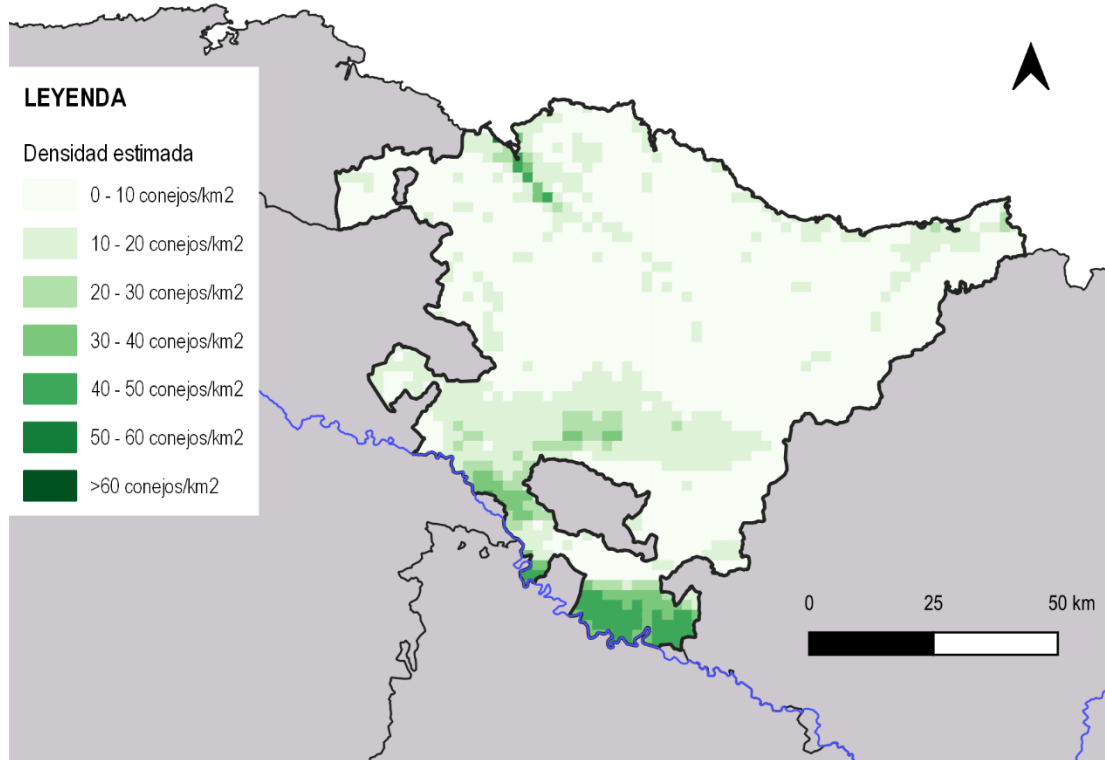 LEYENDA
Densidad estimada
0 - 10 conejos/km2
10 - 20 conejos/km2
20 - 30 conejos/km2
30 - 40 conejos/km2
40 - 50 conejos/km2
50 - 60 conejos/km2
>60 conejos/km2
0 25 50 km